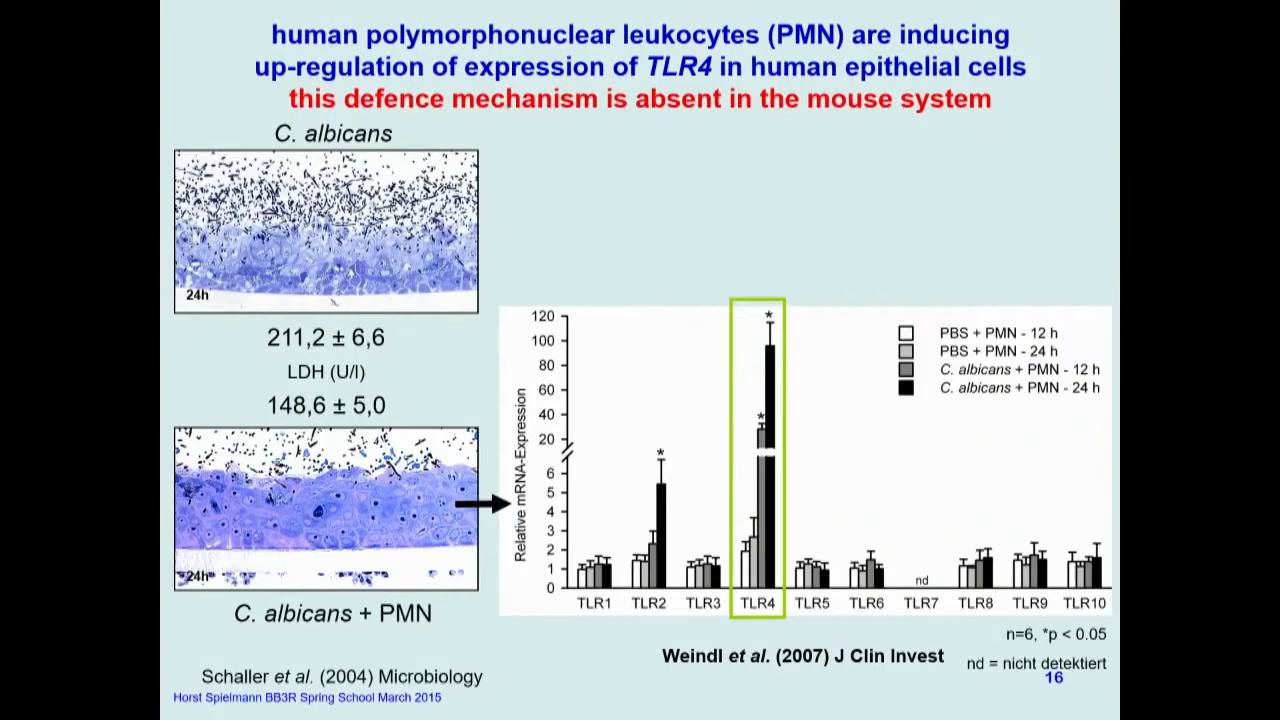 human polymorphonuclear leukocytes (PMN) are inducing
up-regulation of expression of TLR4 in human epithelial cells
this defence mechanism is absent in the mouse system
C. albicans
24h
211,2 ± 6,6
LDH (U/l)
148,6 ± 5,0
24h
C. albicans + PMN
Schaller et al. (2004) Microbiology
Horst Spielmann BB3R Spring School March 2015
Relative mRNA-Expression
120
100
80
60
40
20
6
5
4
3
2
1
0
*
*
*
nd
TLR1 TLR2 TLR3 TLR4 TLR5 TLR6 TLR7 TLR8 TLR9 TLR10
PBS + PMN - 12 h
PBS + PMN - 24 h
C. albicans + PMN - 12 h
C. albicans + PMN - 24 h
n=6, *p < 0.05
Weindl et al. (2007) J Clin Invest
nd = nicht detektiert
16